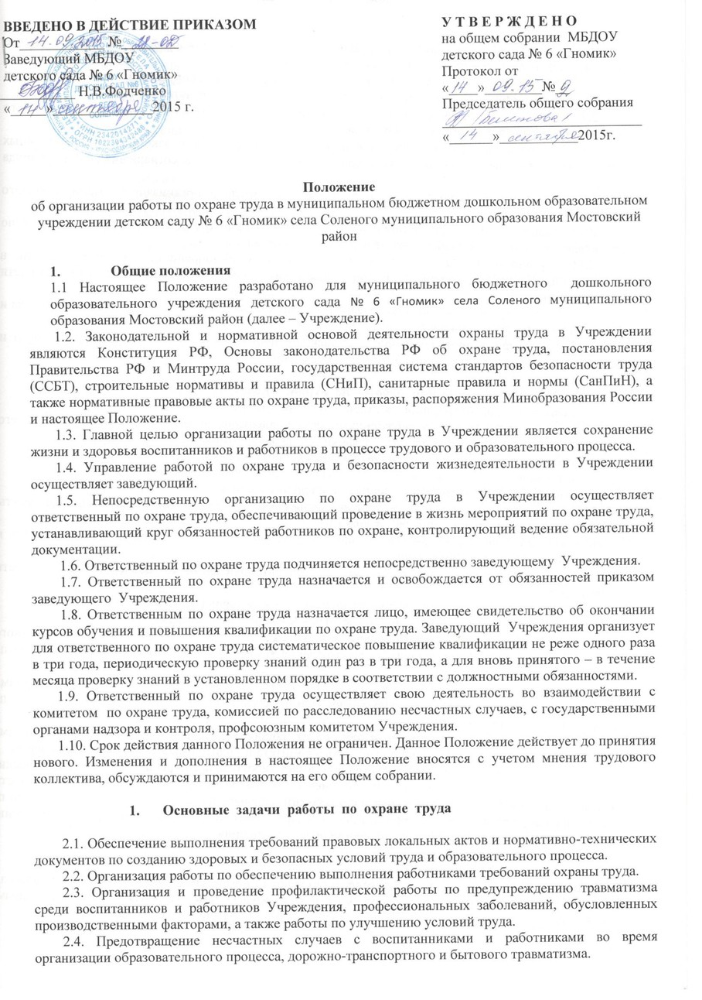 ВВЕДЕНО В ДЕЙСТВИЕ ПРИКАЗОМ
От 14.09.2015 №
Заведующий МБДОУ
детского сада № 6 «Гномик»
Н.В.Фодченко
« 14 » сентября 2015 г.
У Т В Е Р Ж Д Е Н О
на общем собрании МБДОУ
детского сада № 6 «Гномик»
Протокол от
«14» 09.15 № 9
Председатель общего собрания
« 14 » сентября 2015г.
Положение
об организации работы по охране труда в муниципальном бюджетном дошкольном образовательном
учреждении детском саду № 6 «Гномик» села Соленого муниципального образования Мостовский
район
1. Общие положения
1.1 Настоящее Положение разработано для муниципального бюджетного дошкольного
образовательного учреждения детского сада № 6 «Гномик» села Соленого муниципального
образования Мостовский район (далее – Учреждение).
1.2. Законодательной и нормативной основой деятельности охраны труда в Учреждении
являются Конституция РФ, Основы законодательства РФ об охране труда, постановления
Правительства РФ и Минтруда России, государственная система стандартов безопасности труда
(ССБТ), строительные нормативы и правила (СНиП), санитарные правила и нормы (СанПиН), а
также нормативные правовые акты по охране труда, приказы, распоряжения Минобразования России
и настоящее Положение.
1.3. Главной целью организации работы по охране труда в Учреждении является сохранение
жизни и здоровья воспитанников и работников в процессе трудового и образовательного процесса.
1.4. Управление работой по охране труда и безопасности жизнедеятельности в Учреждении
осуществляет заведующий.
1.5. Непосредственную организацию по охране труда в Учреждении осуществляет
ответственный по охране труда, обеспечивающий проведение в жизнь мероприятий по охране труда,
устанавливающий круг обязанностей работников по охране, контролирующий ведение обязательной
документации.
1.6. Ответственный по охране труда подчиняется непосредственно заведующему Учреждения.
1.7. Ответственный по охране труда назначается и освобождается от обязанностей приказом
заведующего Учреждения.
1.8. Ответственным по охране труда назначается лицо, имеющее свидетельство об окончании
курсов обучения и повышения квалификации по охране труда. Заведующий Учреждения организует
для ответственного по охране труда систематическое повышение квалификации не реже одного раза
в три года, периодическую проверку знаний один раз в три года, а для вновь принятого – в течение
месяца проверку знаний в установленном порядке в соответствии с должностными обязанностями.
1.9. Ответственный по охране труда осуществляет свою деятельность во взаимодействии с
комитетом по охране труда, комиссией по расследованию несчастных случаев, с государственными
органами надзора и контроля, профсоюзным комитетом Учреждения.
1.10. Срок действия данного Положения не ограничен. Данное Положение действует до принятия
нового. Изменения и дополнения в настоящее Положение вносятся с учетом мнения трудового
коллектива, обсуждаются и принимаются на его общем собрании.
1. Основные задачи работы по охране труда
2.1. Обеспечение выполнения требований правовых локальных актов и нормативно-технических
документов по созданию здоровых и безопасных условий труда и образовательного процесса.
2.2. Организация работы по обеспечению выполнения работниками требований охраны труда.
2.3. Организация и проведение профилактической работы по предупреждению травматизма
среди воспитанников и работников Учреждения, профессиональных заболеваний, обусловленных
производственными факторами, а также работы по улучшению условий труда.
2.4. Предотвращение несчастных случаев с воспитанниками и работниками во время
организации образовательного процесса, дорожно-транспортного и бытового травматизма.